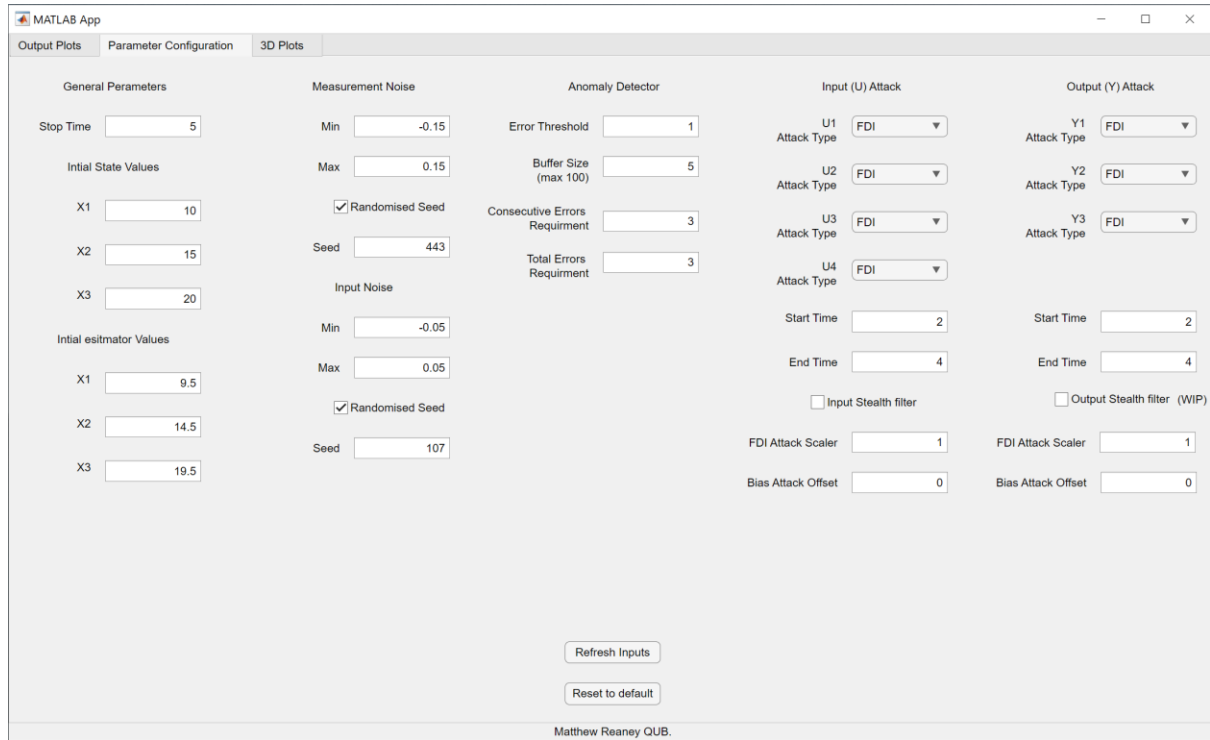 MATLAB App
Output Plots
Parameter Configuration
3D Plots
General Parameters
Stop Time
5
Intial State Values
X1
10
X2
15
X3
20
Intial esitmator Values
X1
9.5
X2
14.5
X3
19.5
Measurement Noise
Min
-0.15
Max
0.15
Randomised Seed
Seed
443
Input Noise
Min
-0.05
Max
0.05
Randomised Seed
Seed
107
Anomaly Detector
Error Threshold
1
Buffer Size
(max 100)
5
Consecutive Errors
Requirment
3
Total Errors
Requirment
3
Input (U) Attack
U1
Attack Type
FDI
U2
Attack Type
FDI
U3
Attack Type
FDI
U4
Attack Type
FDI
Start Time
2
End Time
4
Input Stealth filter
FDI Attack Scaler
1
Bias Attack Offset
0
Output (Y) Attack
Y1
Attack Type
FDI
Y2
Attack Type
FDI
Y3
Attack Type
FDI
Start Time
2
End Time
4
Output Stealth filter (WIP)
FDI Attack Scaler
1
Bias Attack Offset
0
Refresh Inputs
Reset to default
Matthew Reaney QUB.